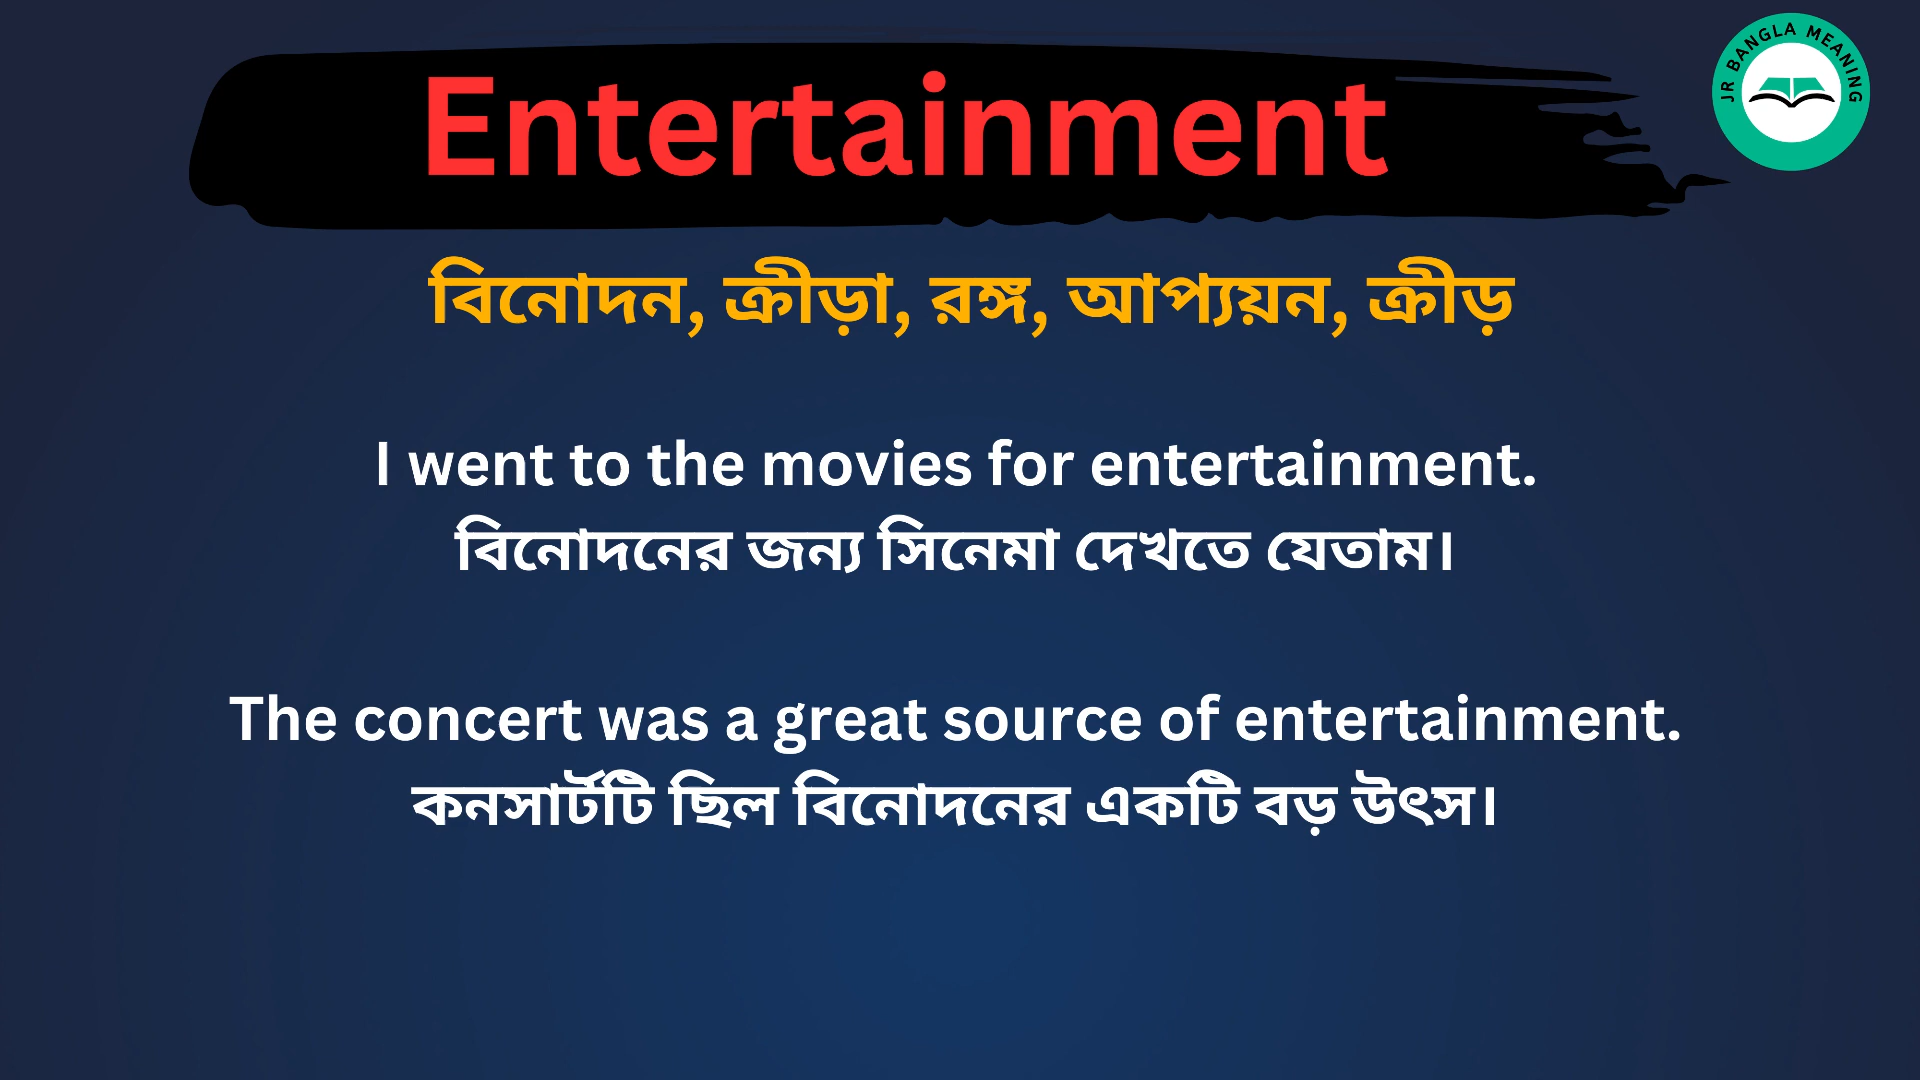 JR BANGLA MEANING
Entertainment
বিনোদন, ক্রীড়া, রঙ্গ, আপ্যয়ন, ক্রীড়
I went to the movies for entertainment.
বিনোদনের জন্য সিনেমা দেখতে যেতাম।
The concert was a great source of entertainment.
কনসার্টটি ছিল বিনোদনের একটি বড় উৎস।